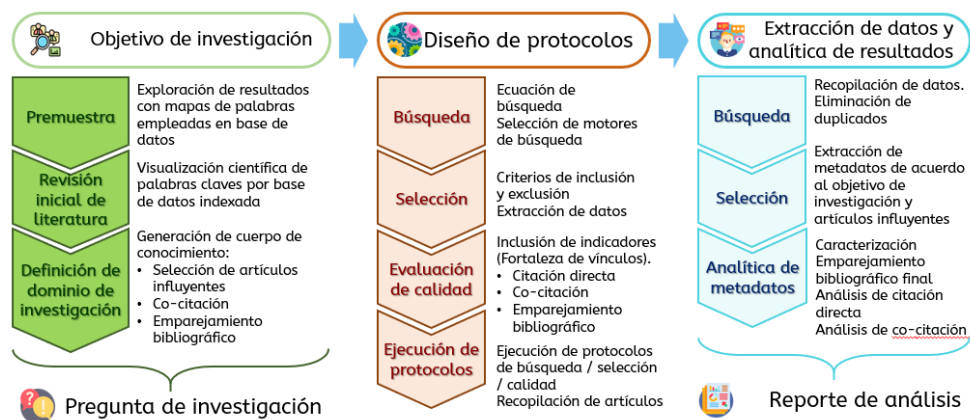 Objetivo de investigación
Premuestra
Exploración de resultados
con mapas de palabras
empleadas en base de
datos
Revisión
inicial de
literatura
Visualización científica de
palabras claves por base
de datos indexada
Definición de
dominio de
investigación
Generación de cuerpo de
conocimiento:
• Selección de artículos
influyentes
• Co-citación
• Emparejamiento
bibliográfico
Pregunta de investigación
Diseño de protocolos
Búsqueda
Ecuación de
búsqueda
Selección de motores
de búsqueda
Selección
Criterios de inclusión
y exclusión
Extracción de datos
Evaluación
de calidad
Inclusión de indicadores
(Fortaleza de vínculos).
• Citación directa
• Co-citación
• Emparejamiento
bibliográfico
Ejecución de
protocolos
Ejecución de protocolos
de búsqueda / selección
/ calidad
Recopilación de artículos
Extracción de datos y
analítica de resultados
Búsqueda
Recopilación de datos.
Eliminación de
duplicados
Selección
Extracción de
metadatos de acuerdo
al objetivo de
investigación y
artículos influyentes
Analítica de
metadatos
Caracterización
Emparejamiento
bibliográfico final
Análisis de citación
directa
Análisis de co-citación
Reporte de análisis